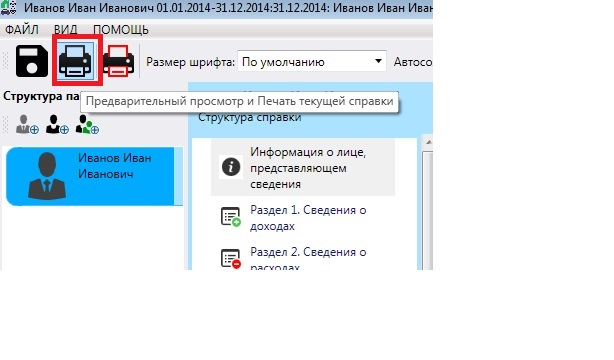 Иванов Иван Иванович 01.01.2014-31.12.2014:31.12.2014: Иванов Иван Иван
ФАЙЛ ВИД ПОМОЩЬ
Размер шрифта: По умолчанию Автосо
Структура па
Предварительный просмотр и Печать текущей справки
Структура справки
Иванов Иван
Иванович
Информация о лице,
представляющем
сведения
Раздел 1. Сведения о
доходах
Раздел 2. Сведения о
расходах